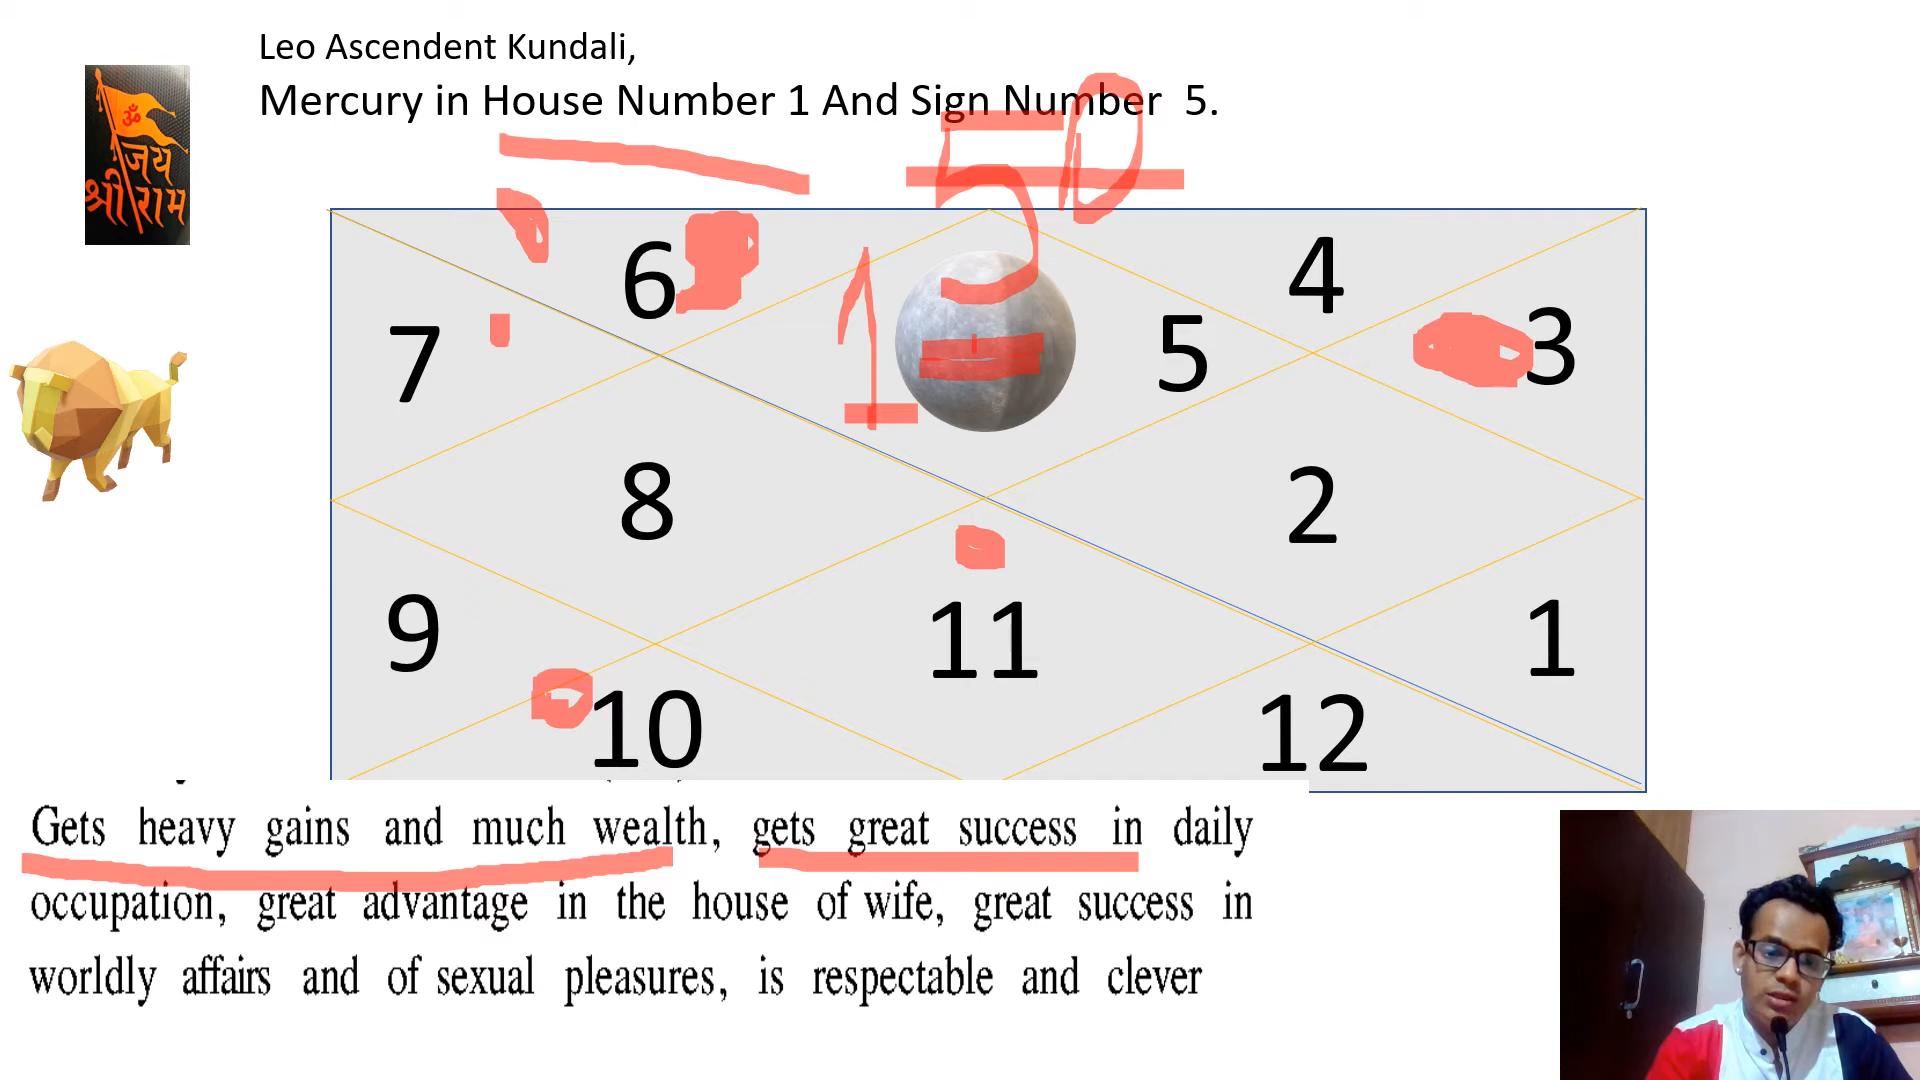 Leo Ascendent Kundali,
Mercury in House Number 1 And Sign Number 5.
ॐ
जय
श्री राम
50
6
4
5
7
1
5
3
8
2
9
11
1
10
12
Gets heavy gains and much wealth, gets great success in daily
occupation, great advantage in the house of wife, great success in
worldly affairs and of sexual pleasures, is respectable and clever